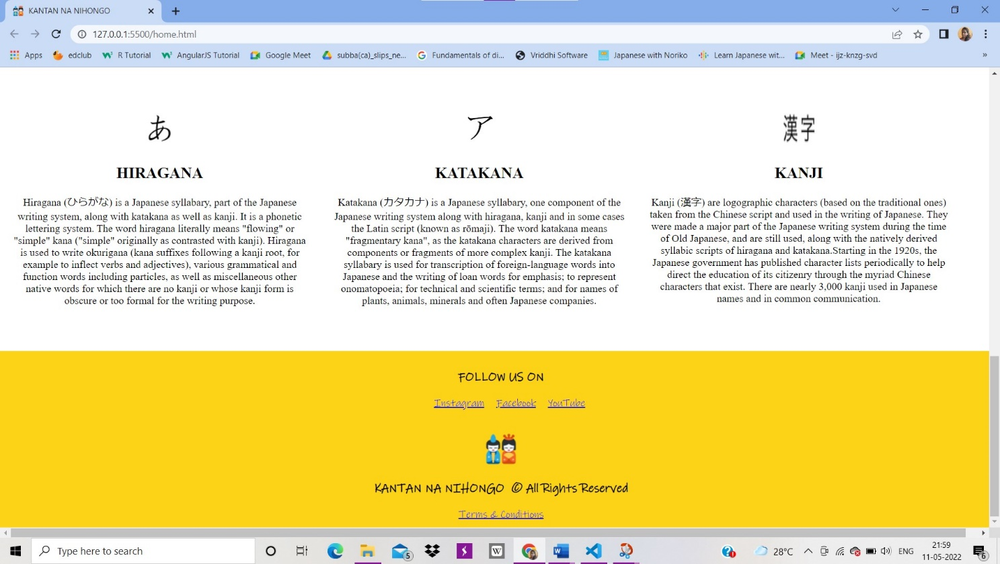 KANTAN NA NIHONGO
127.0.0.1:5500/home.html
Apps
edclub
R Tutorial
AngularJS Tutorial
Google Meet
subba(ca)_slips_ne...
Fundamentals of di...
Vriddhi Software
Japanese with Noriko
Learn Japanese wit...
Meet - ijz-knzg-svd
»
あ
HIRAGANA
Hiragana (ひらがな) is a Japanese syllabary, part of the Japanese
writing system, along with katakana as well as kanji. It is a phonetic
lettering system. The word hiragana literally means "flowing" or
"simple" kana ("simple" originally as contrasted with kanji). Hiragana
is used to write okurigana (kana suffixes following a kanji root, for
example to inflect verbs and adjectives), various grammatical and
function words including particles, as well as miscellaneous other
native words for which there are no kanji or whose kanji form is
obscure or too formal for the writing purpose.
ア
KATAKANA
Katakana (カタカナ) is a Japanese syllabary, one component of the
Japanese writing system along with hiragana, kanji and in some cases
the Latin script (known as rōmaji). The word katakana means
"fragmentary kana", as the katakana characters are derived from
components or fragments of more complex kanji. The katakana
syllabary is used for transcription of foreign-language words into
Japanese and the writing of loan words for emphasis; to represent
onomatopoeia; for technical and scientific terms; and for names of
plants, animals, minerals and often Japanese companies.
漢字
KANJI
Kanji (漢字) are logographic characters (based on the traditional ones)
taken from the Chinese script and used in the writing of Japanese. They
were made a major part of the Japanese writing system during the time
of Old Japanese, and are still used, along with the natively derived
syllabic scripts of hiragana and katakana.Starting in the 1920s, the
Japanese government has published character lists periodically to help
direct the education of its citizenry through the myriad Chinese
characters that exist. There are nearly 3,000 kanji used in Japanese
names and in common communication.
FOLLOW US ON
Instagram Facebook YouTube
KANTAN NA NIHONGO © All Rights Reserved
Terms & Conditions
Type here to search
5
28°C
ENG
21:59
11-05-2022
6